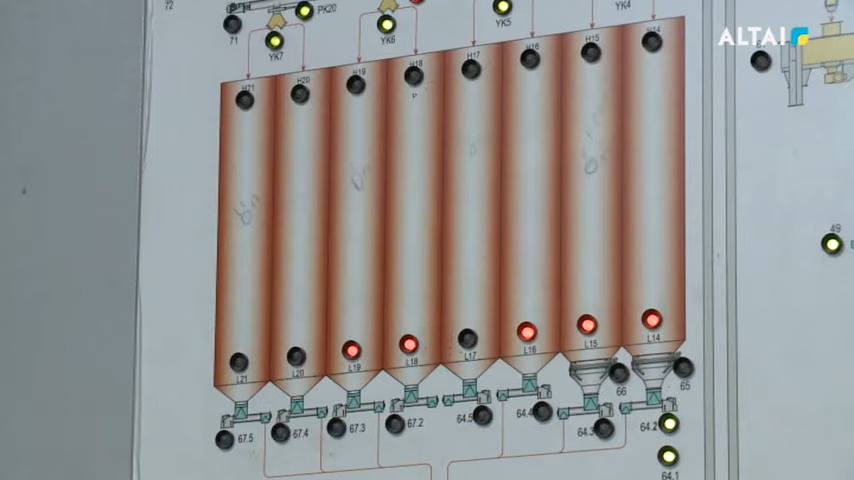 72
71
PK20
YK7
YK6
YK5
YK4
ALTAI
H21
H20
H19
H18
H17
H16
H15
H14
49
L21
L20
L19
L18
L17
L16
L15
L14
66
65
67.5
67.4
67.3
67.2
64.5
64.4
64.3
64.2
64.1